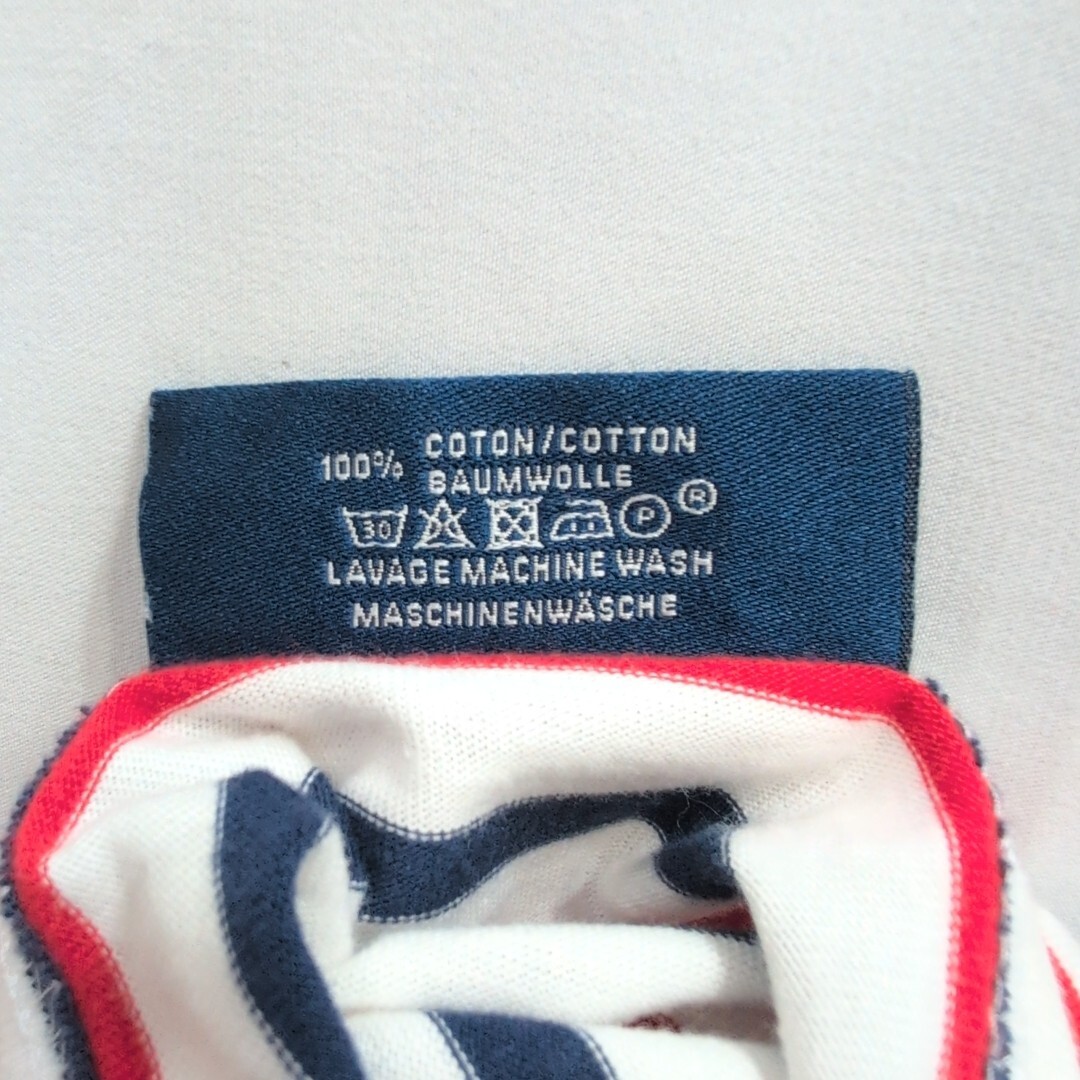 100% COTON/COTTON
BAUMWOLLE
30 P ®
LAVAGE MACHINE WASH
MASCHINENWÄSCHE